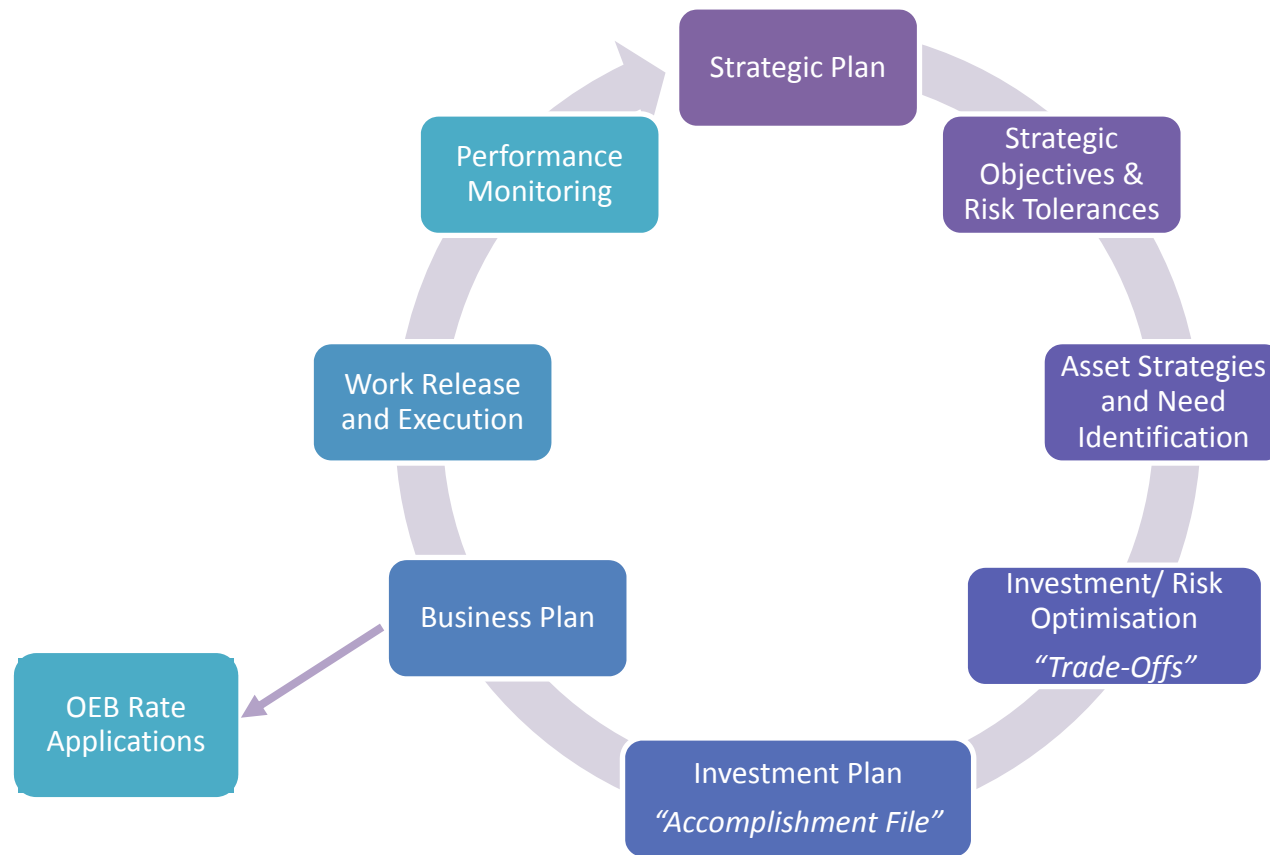 Strategic Plan
Strategic
Objectives &
Risk Tolerances
Asset Strategies
and Need
Identification
Investment/ Risk
Optimisation
“Trade-Offs”
Investment Plan
“Accomplishment File”
Business Plan
OEB Rate
Applications
Work Release
and Execution
Performance
Monitoring